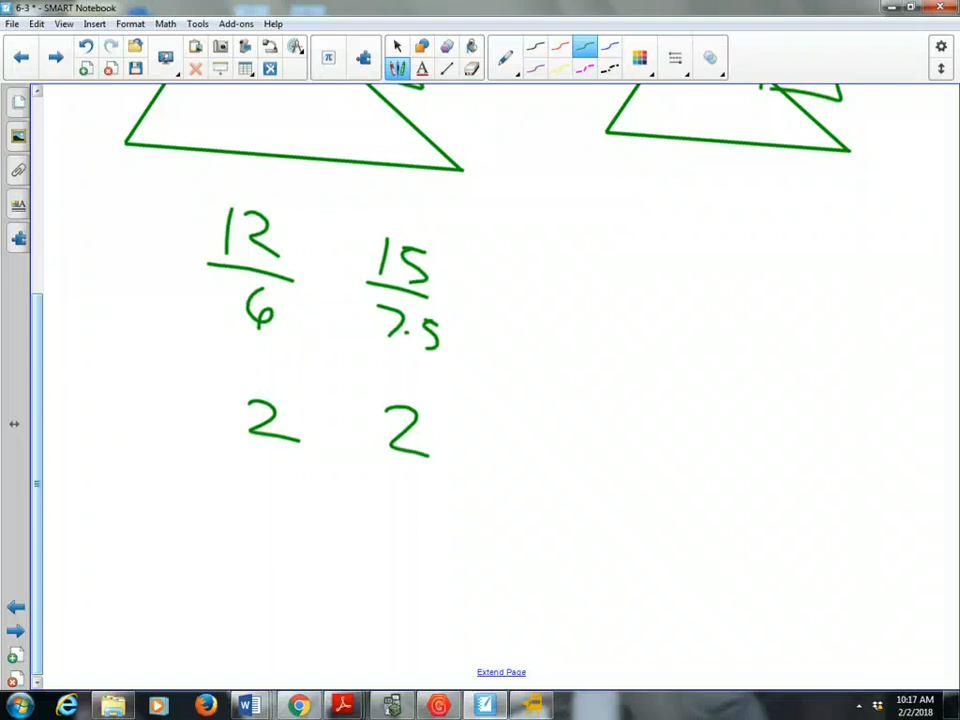 6-3 * - SMART Notebook
File Edit View Insert Format Math Tools Add-ons Help
12 15
6 7.5
2 2
Extend Page
10:17 AM
2/2/2018